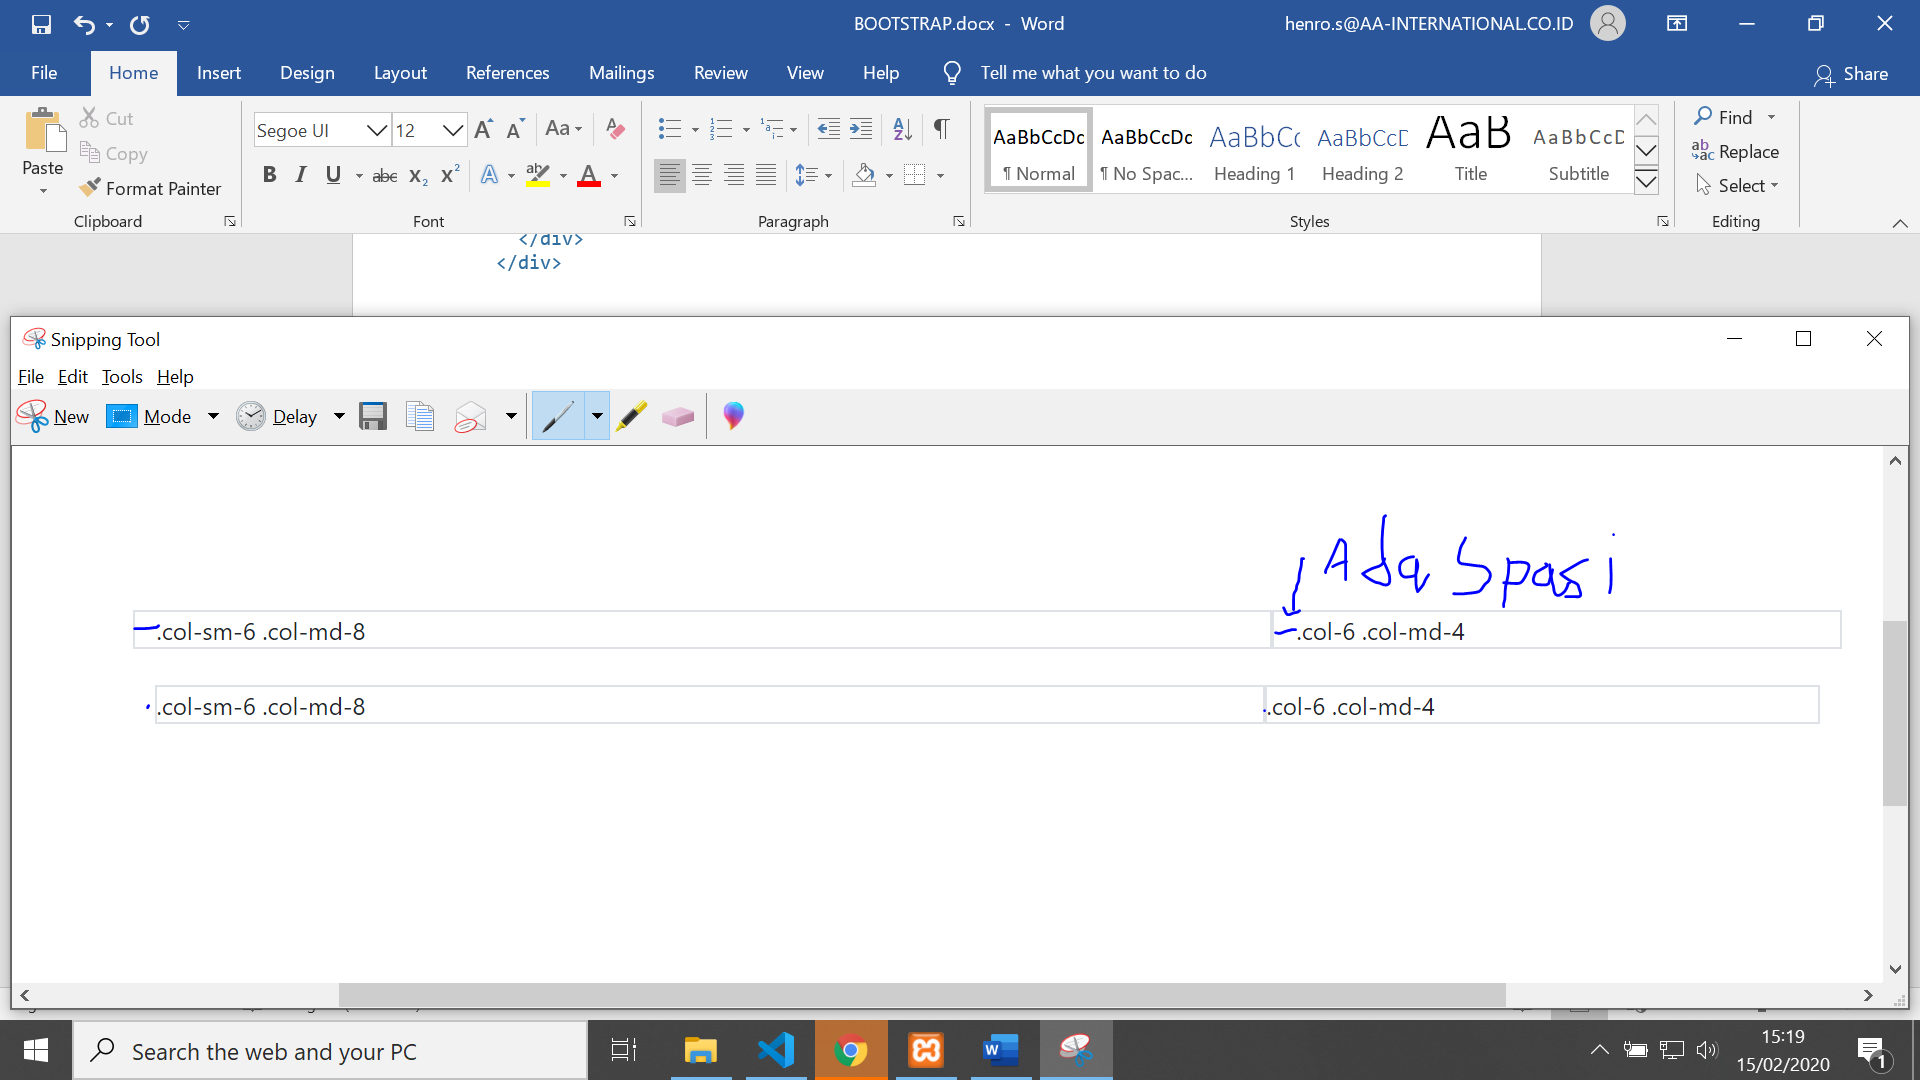 BOOTSTRAP.docx - Word
henro.s@AA-INTERNATIONAL.CO.ID
File Home Insert Design Layout References Mailings Review View Help Tell me what you want to do Share
Paste
Cut
Copy
Format Painter
Clipboard
Segoe UI 12
Font
Paragraph
AaBbCcDc AaBbCcDc AaBbCc AaBbCcD AaB AaBbCcD
¶ Normal ¶ No Spac... Heading 1 Heading 2 Title Subtitle
Styles
Find
Replace
Select
Editing
</div>
</div>
Snipping Tool
File Edit Tools Help
New Mode Delay
Ada Spasi
.col-sm-6 .col-md-8 .col-6 .col-md-4
.col-sm-6 .col-md-8 .col-6 .col-md-4
Search the web and your PC
15:19
15/02/2020
1